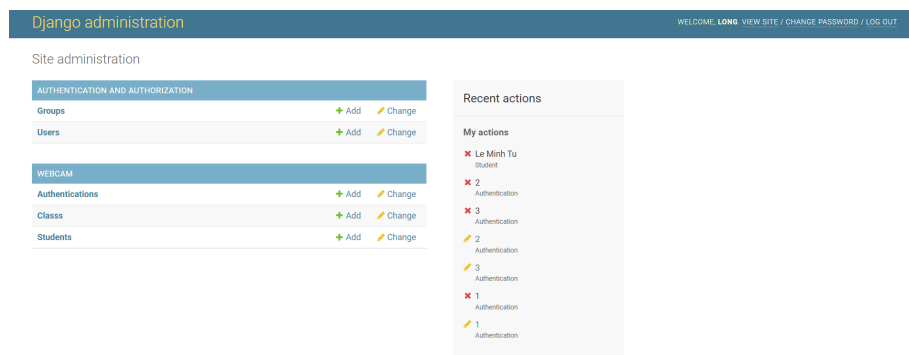 Django administration
WELCOME, LONG. VIEW SITE / CHANGE PASSWORD / LOG OUT
Site administration
AUTHENTICATION AND AUTHORIZATION
Groups Add Change
Users Add Change
WEBCAM
Authentications Add Change
Classs Add Change
Students Add Change
Recent actions
My actions
Le Minh Tu
Student
2
Authentication
3
Authentication
2
Authentication
3
Authentication
1
Authentication
1
Authentication